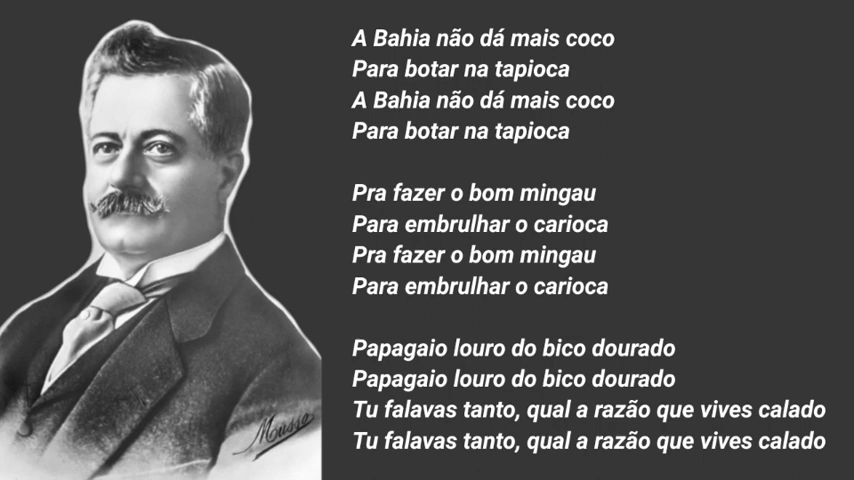 A Bahia não dá mais coco
Para botar na tapioca
A Bahia não dá mais coco
Para botar na tapioca
Pra fazer o bom mingau
Para embrulhar o carioca
Pra fazer o bom mingau
Para embrulhar o carioca
Papagaio louro do bico dourado
Papagaio louro do bico dourado
Tu falavas tanto, qual a razão que vives calado
Tu falavas tanto, qual a razão que vives calado
Musso